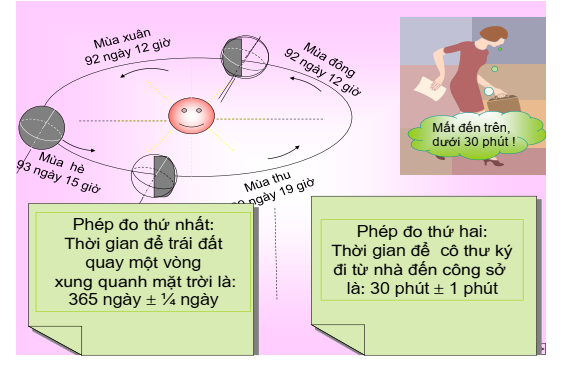 Mùa xuân
92 ngày 12 giờ
Mùa đông
92 ngày 12 giờ
Mùa hè
93 ngày 15 giờ
Mùa thu
ngày 19 giờ
Mất đến trên,
dưới 30 phút !
Phép đo thứ nhất:
Thời gian để trái đất
quay một vòng
xung quanh mặt trời là:
365 ngày ± ¼ ngày
Phép đo thứ hai:
Thời gian để cô thư ký
đi từ nhà đến công sở
là: 30 phút ± 1 phút